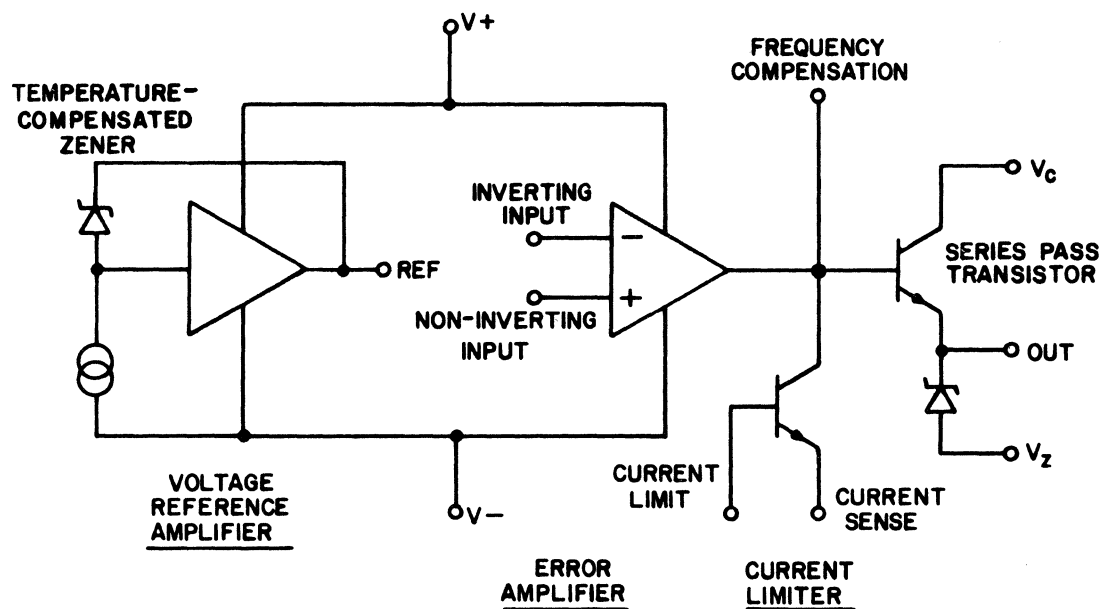 V+
FREQUENCY
COMPENSATION
TEMPERATURE-
COMPENSATED
ZENER
INVERTING
INPUT
−
+
NON-INVERTING
INPUT
REF
VC
SERIES PASS
TRANSISTOR
OUT
VZ
CURRENT
LIMIT
CURRENT
SENSE
V−
VOLTAGE
REFERENCE
AMPLIFIER
ERROR
AMPLIFIER
CURRENT
LIMITER